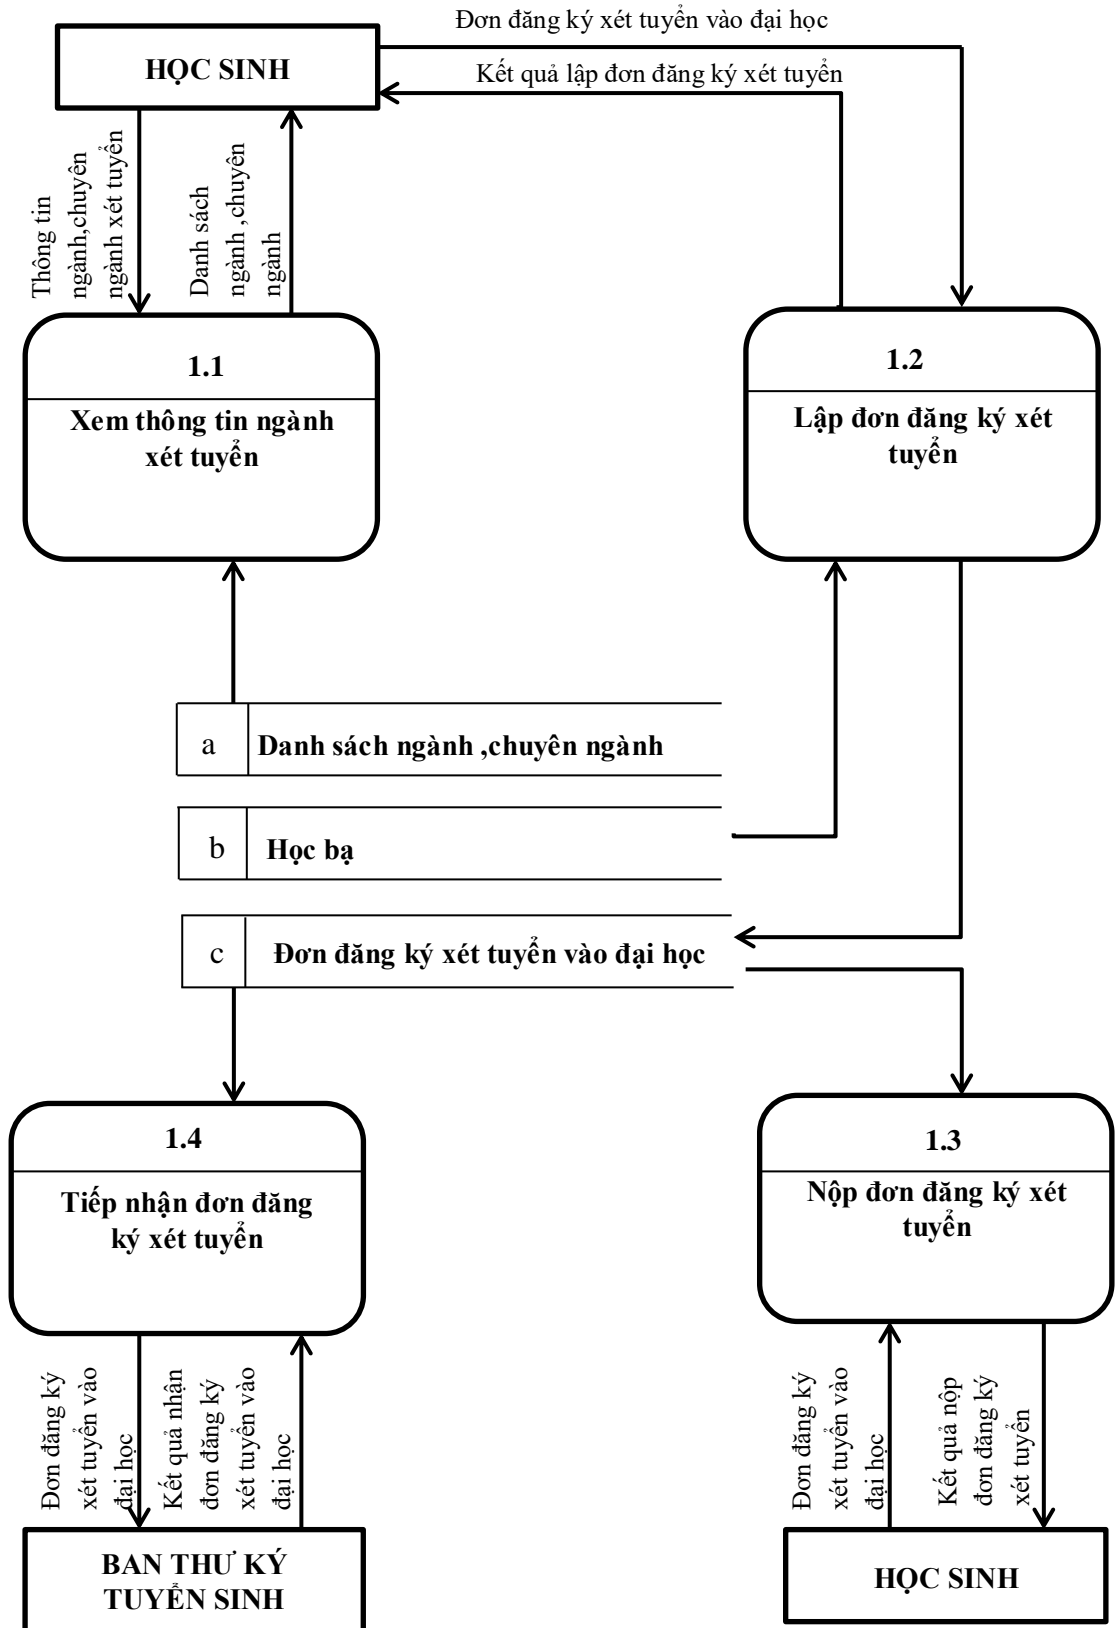 Đơn đăng ký xét tuyển vào đại học
HỌC SINH
Kết quả lập đơn đăng ký xét tuyển
Thông tin
ngành,chuyên
ngành xét tuyển
Danh sách
ngành ,chuyên
ngành
1.1
Xem thông tin ngành
xét tuyển
1.2
Lập đơn đăng ký xét
tuyển
a
Danh sách ngành ,chuyên ngành
b
Học bạ
c
Đơn đăng ký xét tuyển vào đại học
1.4
Tiếp nhận đơn đăng
ký xét tuyển
1.3
Nộp đơn đăng ký xét
tuyển
Đơn đăng ký
xét tuyển vào
đại học
Kết quả nhận
đơn đăng ký
xét tuyển vào
đại học
Đơn đăng ký
xét tuyển vào
đại học
Kết quả nộp
đơn đăng ký
xét tuyển
BAN THƯ KÝ
TUYỂN SINH
HỌC SINH